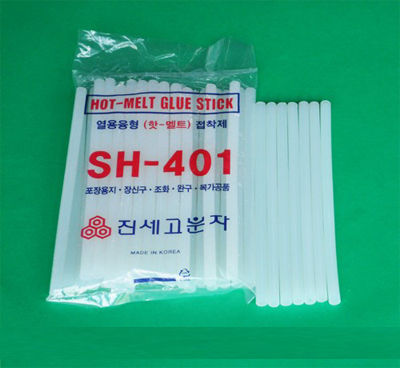 HOT-MELT GLUE STICK
열용융형 (핫-멜트) 접착제
SH-401
포장용지·장신구·조화·완구·목가공품
진세고분자
MADE IN KOREA